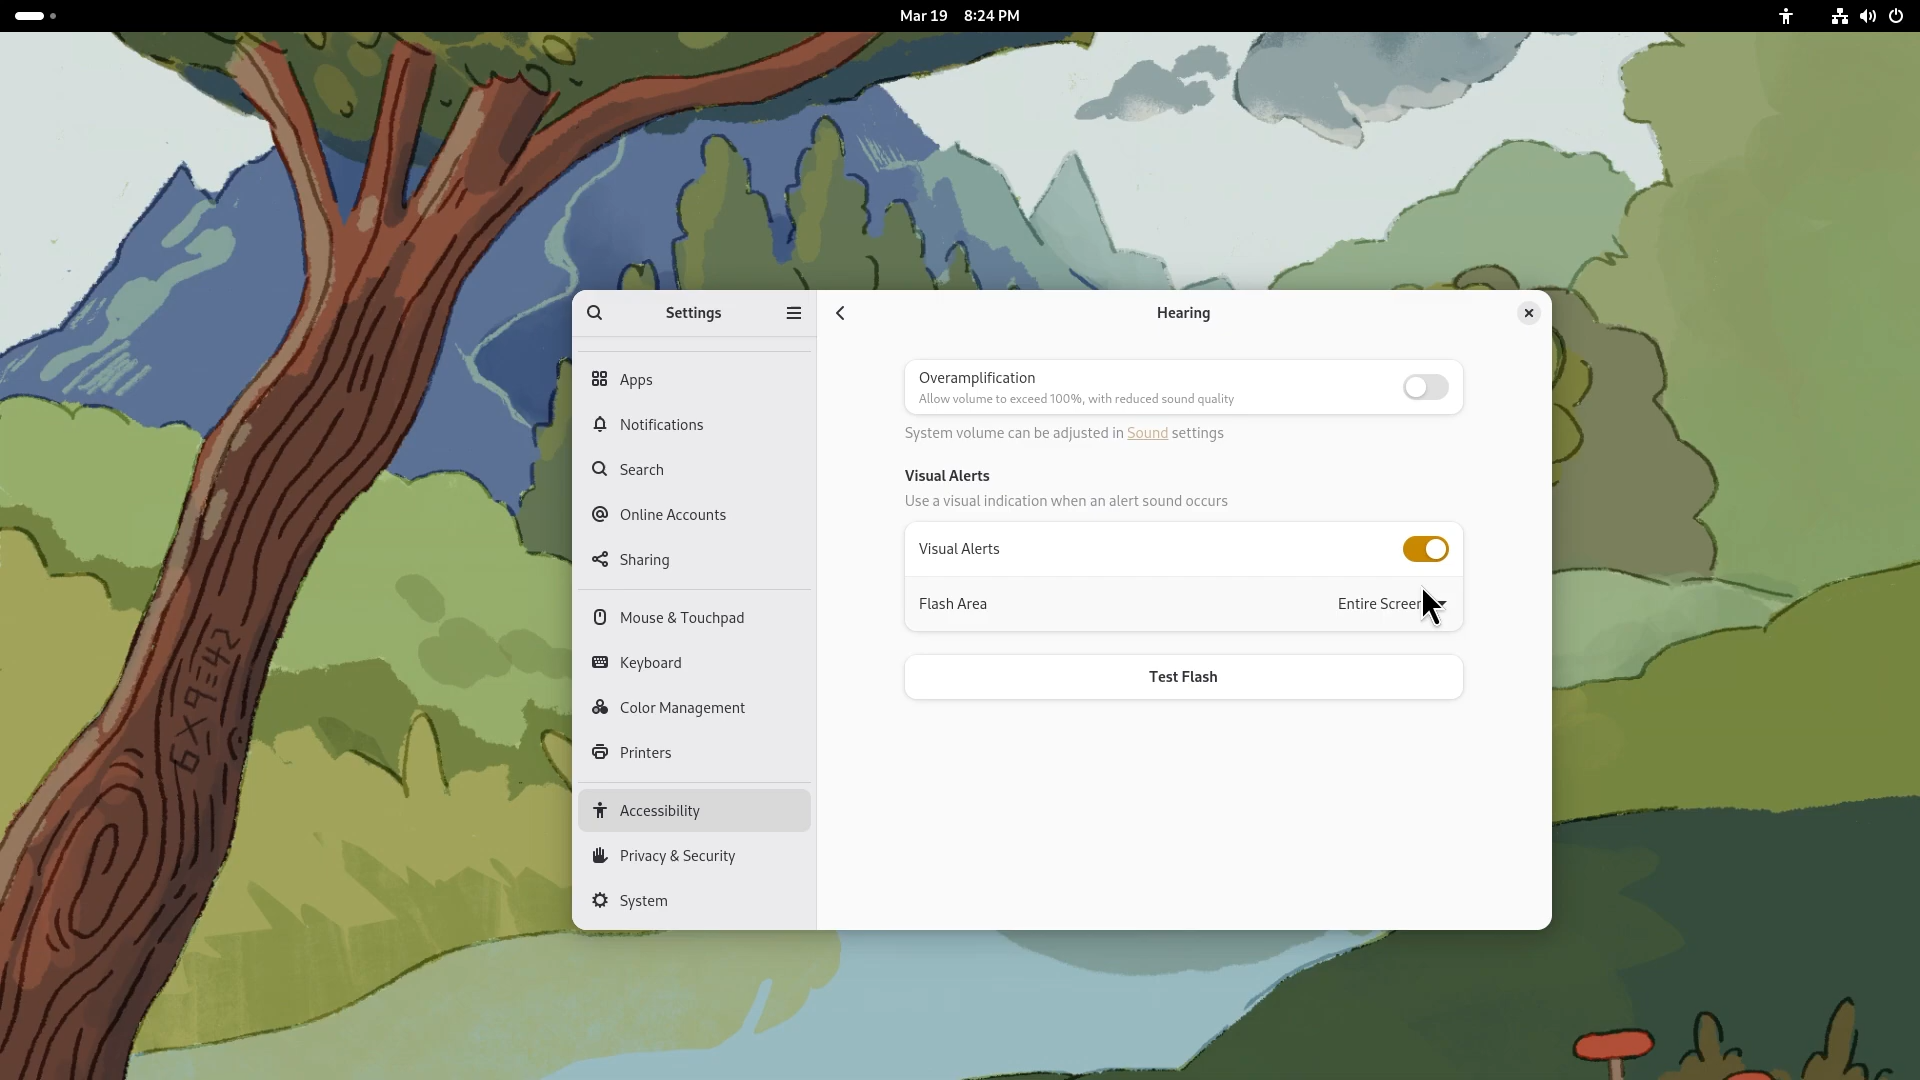 Mar 19 8:24 PM
Settings
Hearing
Apps
Notifications
Search
Online Accounts
Sharing
Mouse & Touchpad
Keyboard
Color Management
Printers
Accessibility
Privacy & Security
System
Overamplification
Allow volume to exceed 100%, with reduced sound quality
System volume can be adjusted in Sound settings
Visual Alerts
Use a visual indication when an alert sound occurs
Visual Alerts
Flash Area
Entire Screen
Test Flash
6×9=42